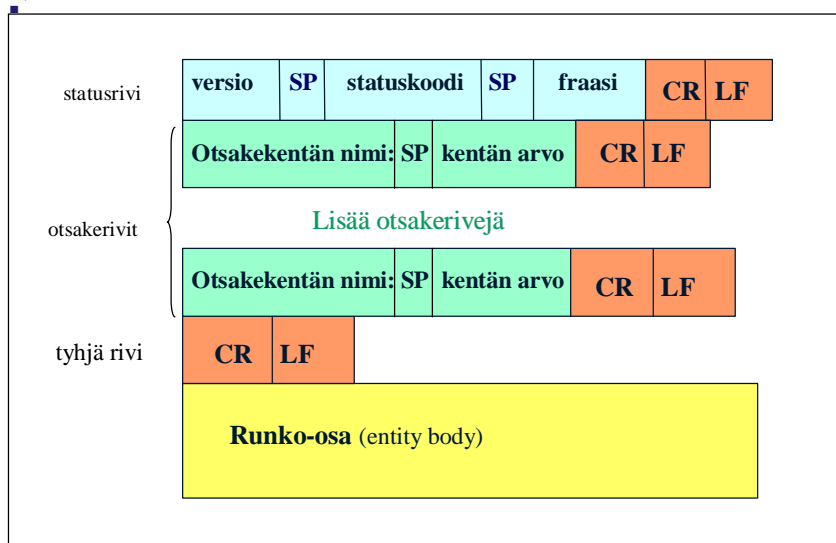 statusrivi versio SP statuskoodi SP fraasi CR LF
Otsakekentän nimi: SP kentän arvo CR LF
otsakerivit Lisää otsakerivejä
Otsakekentän nimi: SP kentän arvo CR LF
tyhjä rivi CR LF
Runko-osa (entity body)